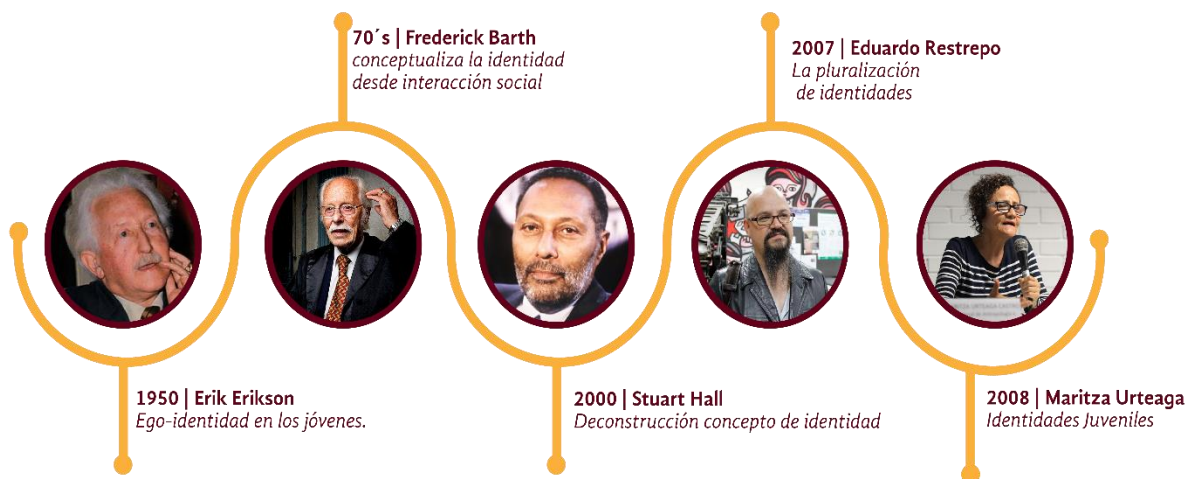 70´s | Frederick Barth
conceptualiza la identidad
desde interacción social
2007 | Eduardo Restrepo
La pluralización
de identidades
1950 | Erik Erikson
Ego-identidad en los jóvenes.
2000 | Stuart Hall
Deconstrucción concepto de identidad
2008 | Maritza Urteaga
Identidades Juveniles